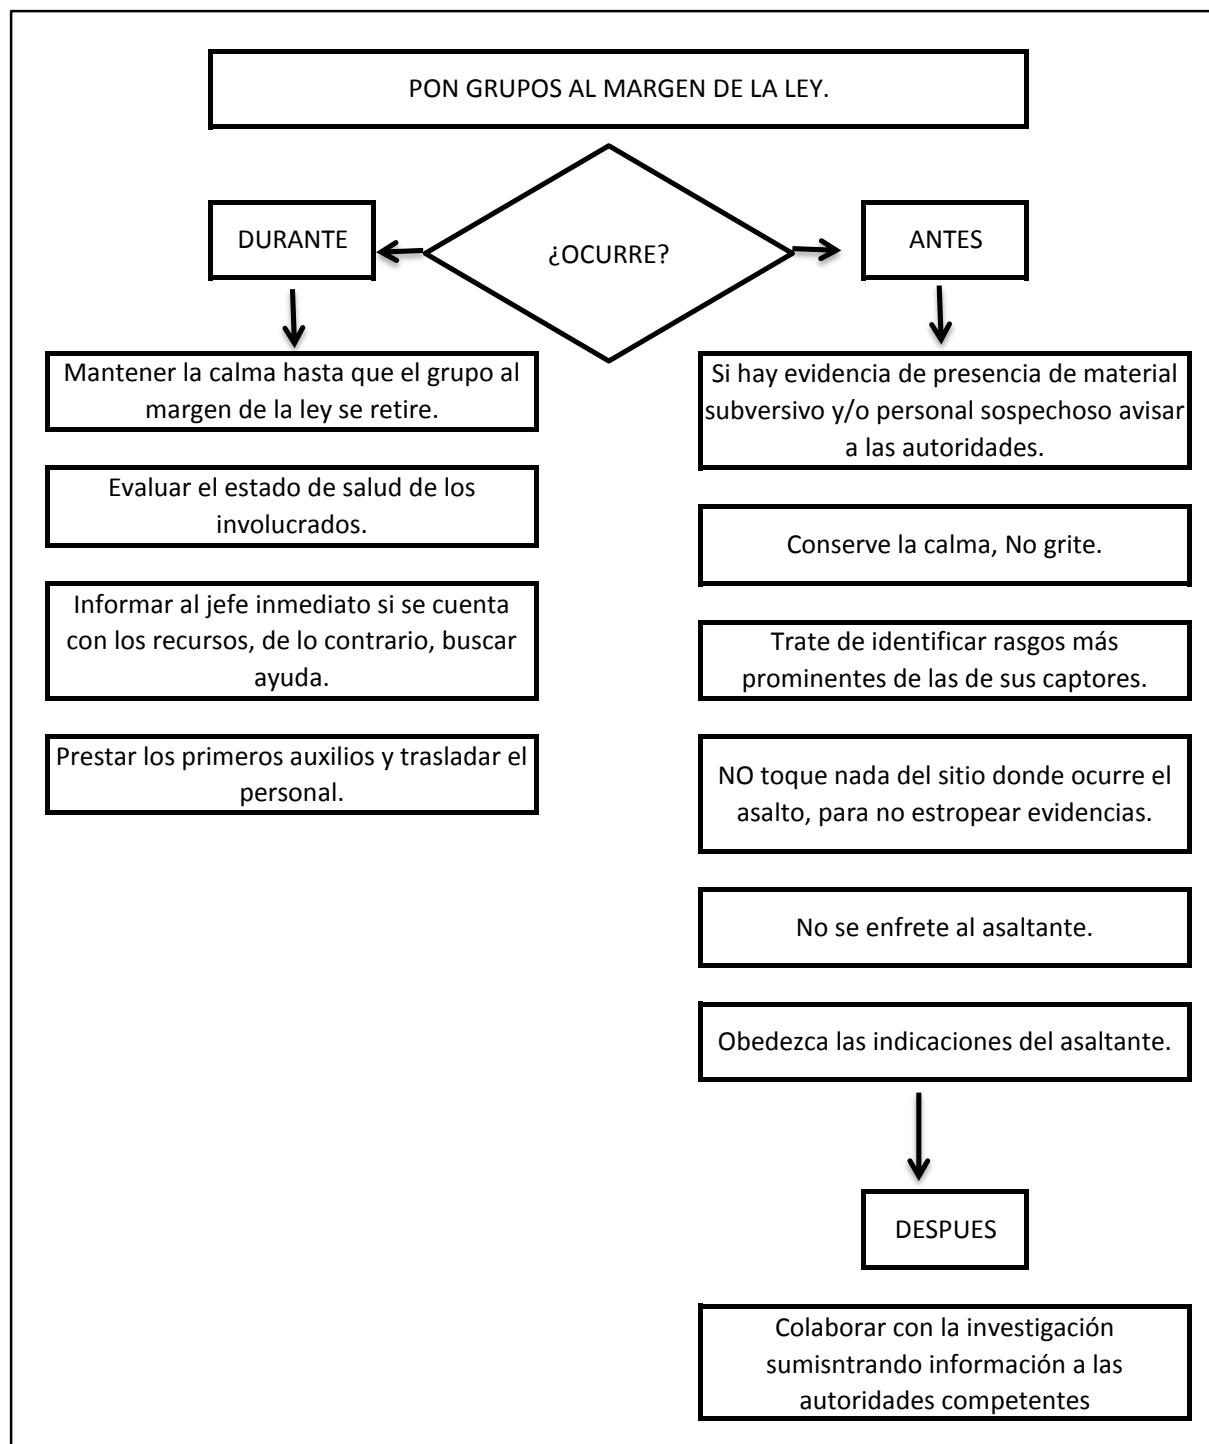 PON GRUPOS AL MARGEN DE LA LEY.
¿OCURRE?
DURANTE
Mantener la calma hasta que el grupo al
margen de la ley se retire.
Evaluar el estado de salud de los
involucrados.
Informar al jefe inmediato si se cuenta
con los recursos, de lo contrario, buscar
ayuda.
Prestar los primeros auxilios y trasladar el
personal.
ANTES
Si hay evidencia de presencia de material
subversivo y/o personal sospechoso avisar
a las autoridades.
Conserve la calma, No grite.
Trate de identificar rasgos más
prominentes de las de sus captores.
NO toque nada del sitio donde ocurre el
asalto, para no estropear evidencias.
No se enfrete al asaltante.
Obedezca las indicaciones del asaltante.
DESPUES
Colaborar con la investigación
sumisntrando información a las
autoridades competentes